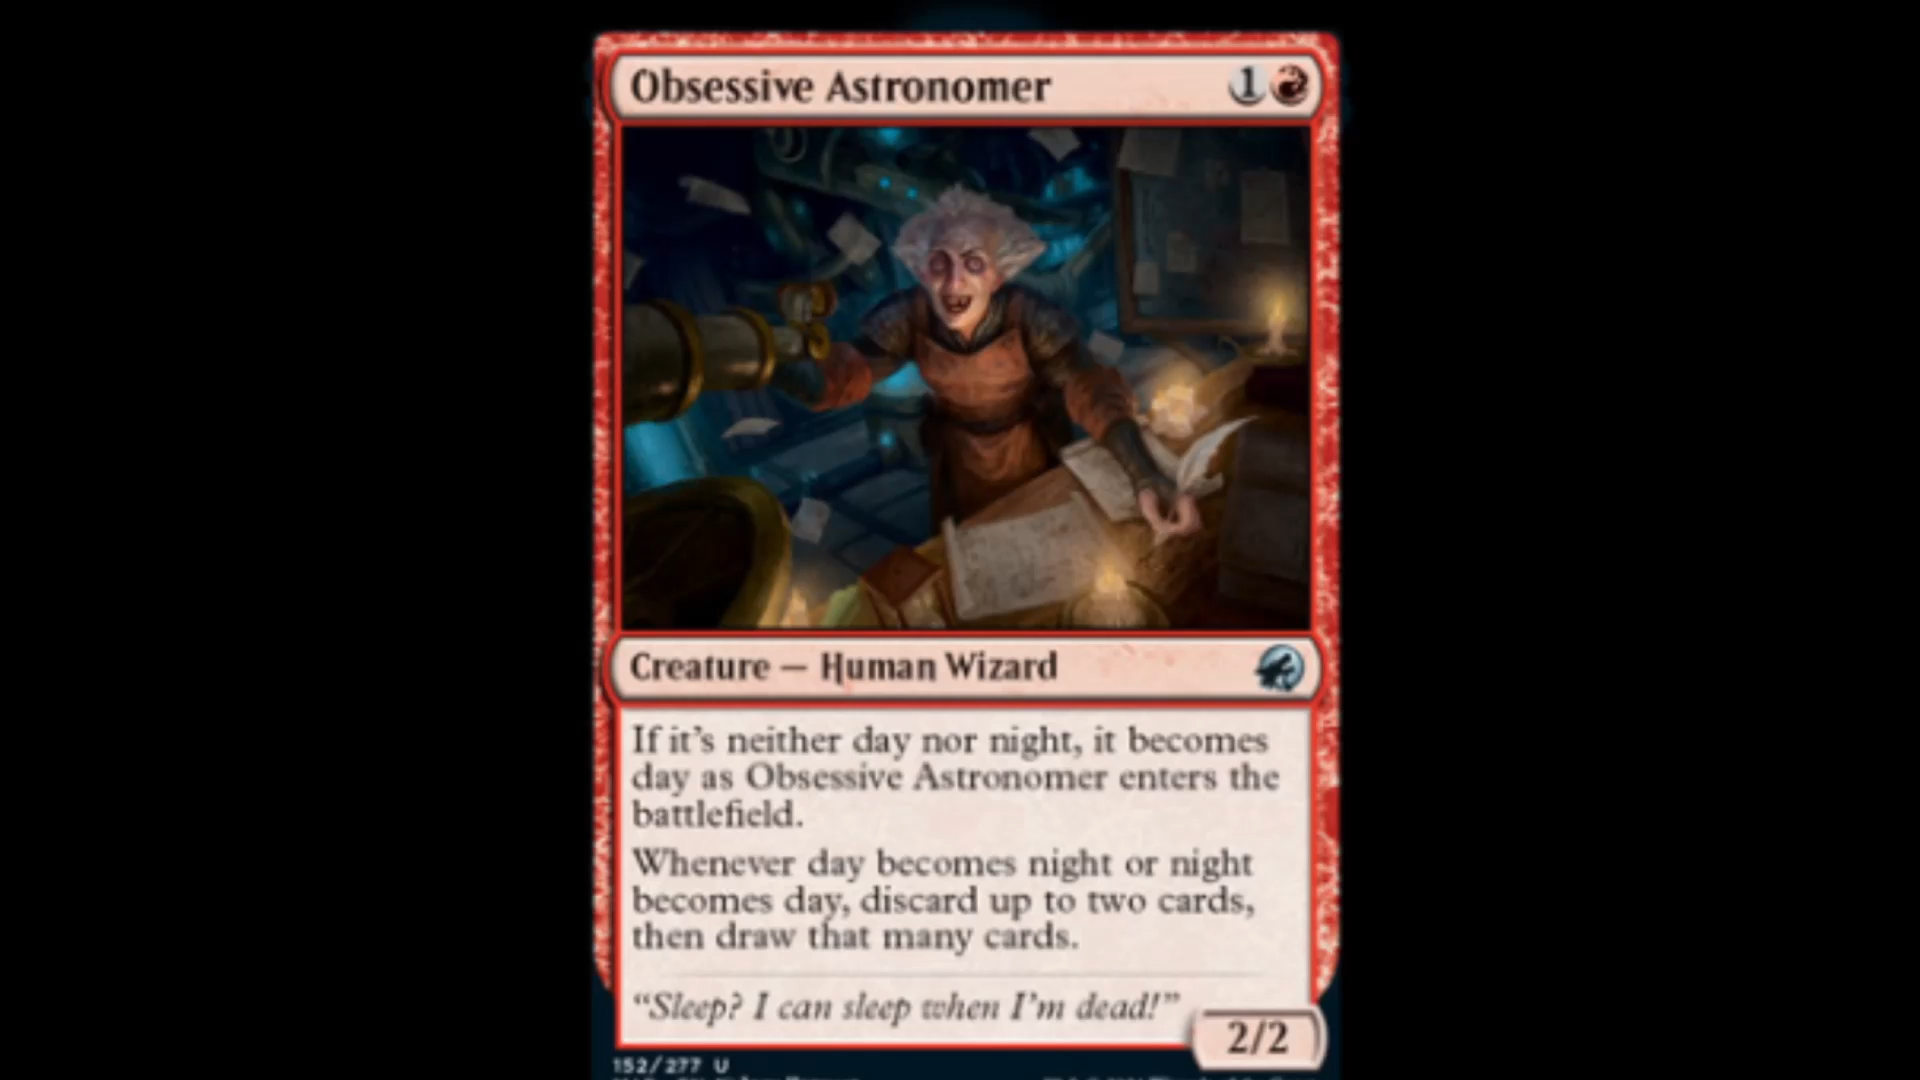 Obsessive Astronomer 1
Creature — Human Wizard
If it's neither day nor night, it becomes
day as Obsessive Astronomer enters the
battlefield.
Whenever day becomes night or night
becomes day, discard up to two cards,
then draw that many cards.
“Sleep? I can sleep when I'm dead!”
2/2
152/277 U